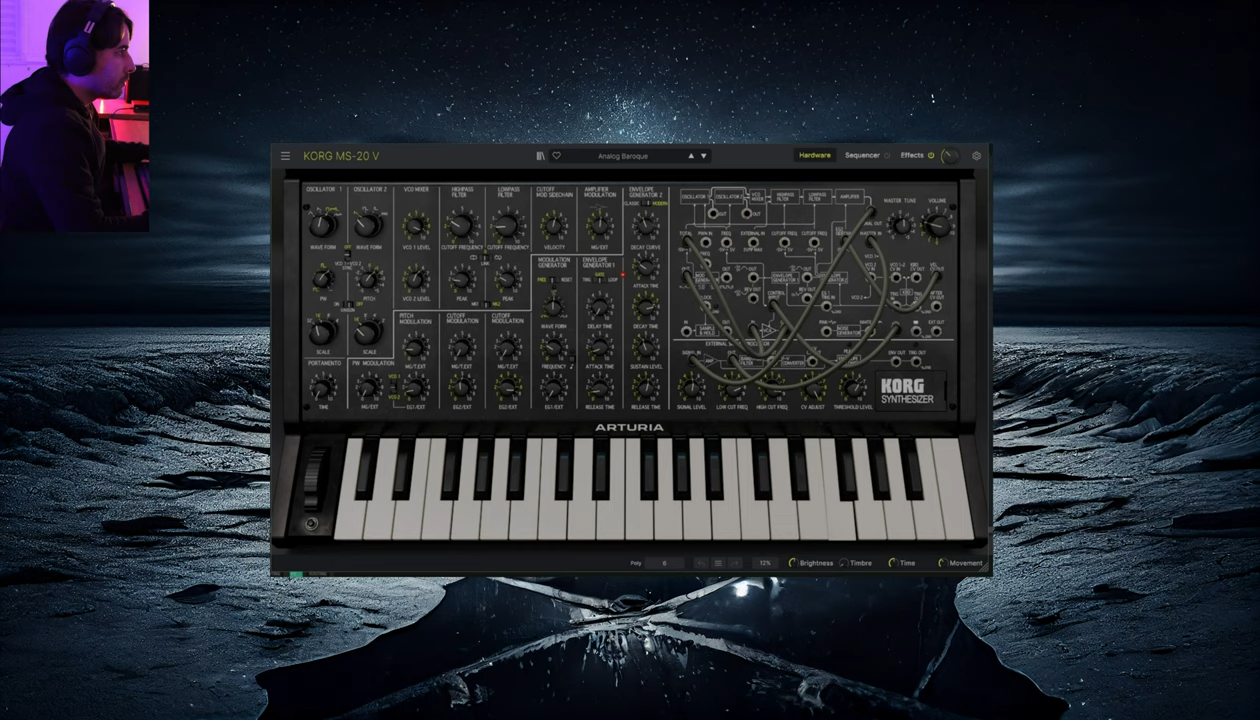 KORG MS-20 V
Analog Baroque
Hardware
Sequencer
Effects
OSCILLATOR 1
OSCILLATOR 2
VCO MIXER
HIGHPASS
FILTER
LOWPASS
FILTER
CUTOFF
MOD SIDECHAIN
AMPLIFIER
MODULATION
ENVELOPE
GENERATOR 2
CLASSIC
MODERN
MASTER TUNE
VOLUME
WAVE FORM
WAVE FORM
VCO 1 LEVEL
CUTOFF FREQUENCY
CUTOFF FREQUENCY
VELOCITY
MG/EXT
DECAY CURVE
MODULATION
GENERATOR
ENVELOPE
GENERATOR 1
ATTACK TIME
PW
PITCH
VCO 2 LEVEL
PEAK
PEAK
WAVE FORM
DELAY TIME
DECAY TIME
PITCH
MODULATION
CUTOFF
MODULATION
CUTOFF
MODULATION
SCALE
SCALE
MG/T.EXT
MG/T.EXT
MG/T.EXT
FREQUENCY
ATTACK TIME
SUSTAIN LEVEL
PORTAMENTO
PW MODULATION
TIME
MG/EXT
EG1/EXT
EG2/EXT
EG2/EXT
EG1/EXT
RELEASE TIME
RELEASE TIME
SIGNAL LEVEL
LOW CUT FREQ
HIGH CUT FREQ
CV ADJUST
THRESHOLD LEVEL
KORG
SYNTHESIZER
ARTURIA
Poly
6
12%
Brightness
Timbre
Time
Movement